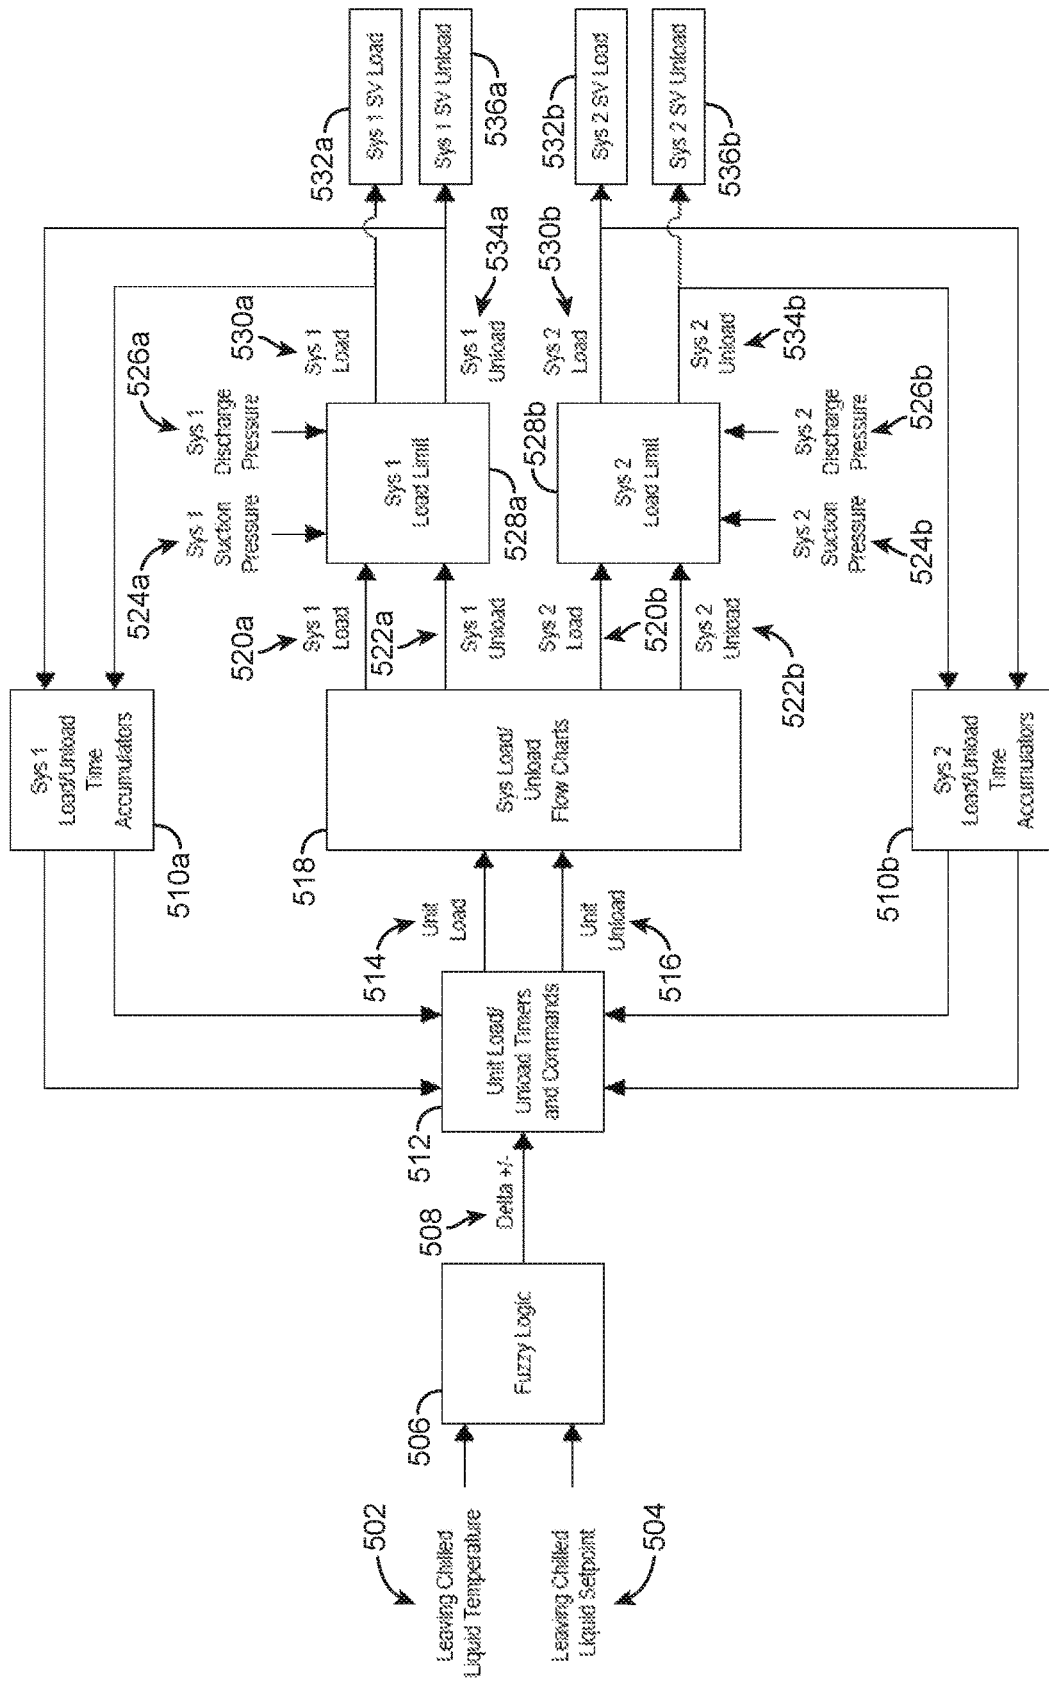 502
Leaving Chilled
Liquid Temperature
Leaving Chilled
Liquid Setpoint
504
506
Fuzzy Logic
508
Delta +/-
512
Unit Load/
Unload Timers
and Commands
514
Unit
Load
Unit
Unload
516
Sys 1
Load/Unload
Time
Accumulators
510a
518
Sys Load/
Unload
Flow Charts
Sys 2
Load/Unload
Time
Accumulators
510b
520a
Sys 1
Load
522a
Sys 1
Unload
Sys 2
Load
520b
Sys 2
Unload
522b
524a
Sys 1
Suction
Pressure
526a
Sys 1
Discharge
Pressure
Sys 1
Load Limit
528a
528b
Sys 2
Load Limit
Sys 2
Suction
Pressure
524b
Sys 2
Discharge
Pressure
526b
530a
Sys 1
Load
Sys 1
Unload
534a
530b
Sys 2
Load
Sys 2
Unload
534b
532a
Sys 1 SV Load
Sys 1 SV Unload
536a
532b
Sys 2 SV Load
Sys 2 SV Unload
536b